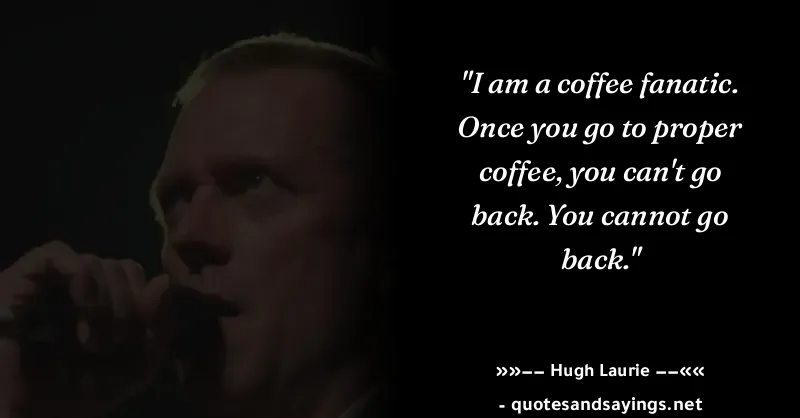 "I am a coffee fanatic.
Once you go to proper
coffee, you can't go
back. You cannot go
back."
»»–– Hugh Laurie ––««
- quotesandsayings.net